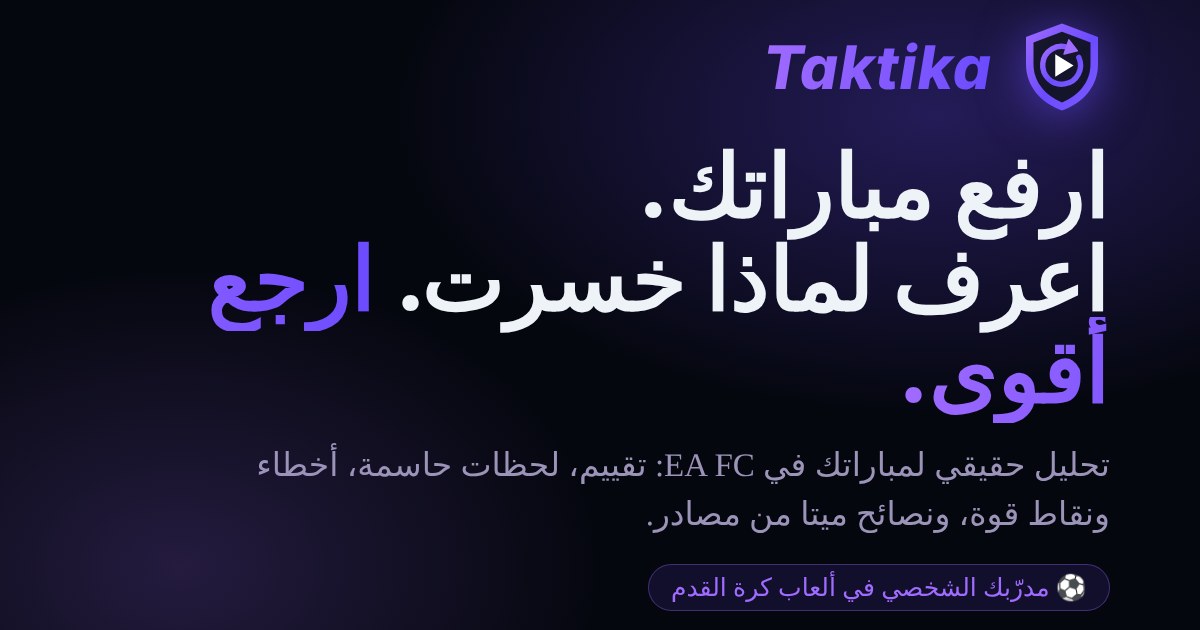 Taktika
ارفع مباراتك.
اعرف لماذا خسرت. ارجع
أقوى.
تحليل حقيقي لمباراتك في EA FC: تقييم، لحظات حاسمة، أخطاء
ونقاط قوة، ونصائح ميتا من مصادر.
⚽ مدرّبك الشخصي في ألعاب كرة القدم